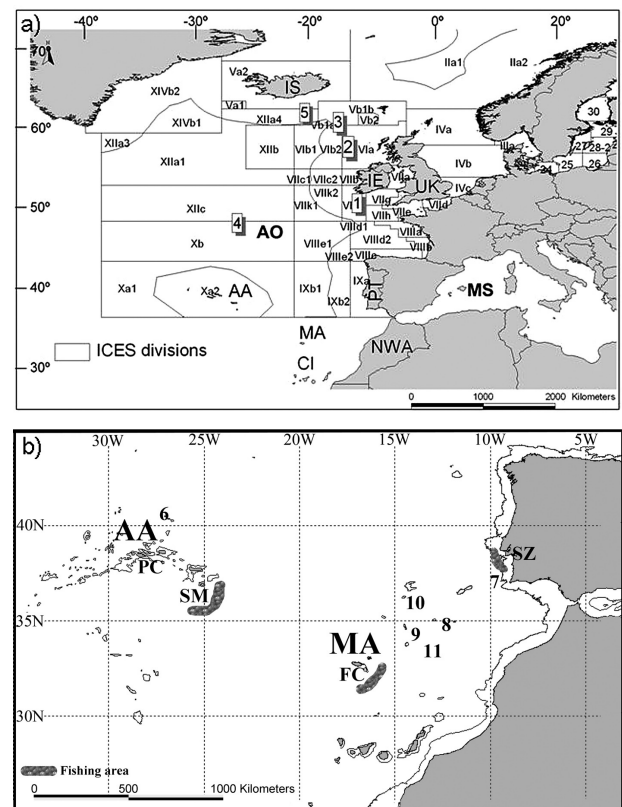 -40° -30° -20° -10° 0° 10° 20°
a)
70°
IIa1 IIa2
Va2
XIVb2 IS
Va1 Vb1b
XIVb1 XIIa4 5 3 Vb2 30
60° Vb1a IVa 29
XIIa3 IIIa 27 28-2
XIIb VIb1 VIb2 2 VIa
XIIa1 IVb 25 26
24
VIIc1 VIIc2 VIIb IE VIIa UK IVc
VIIk2
XIIc VIIk1 1 VIIg VIId
50° VIIh VIIe
4 AO VIIId1 VIIIa
Xb VIIIe1 VIIId2 VIIIb
VIIIe2 VIIIc
Xa1 Xa2 AA IXb1 IXa MS
40° IXb2 PT
MA NWA
ICES divisions CI
30°
0 1000 2000 Kilometers
b)
30W 25W 20W 15W 10W 5W
6
40N AA
PC SZ
SM 7
10
35N 8
9
MA 11
FC
30N
Fishing area
0 500 1000 Kilometers